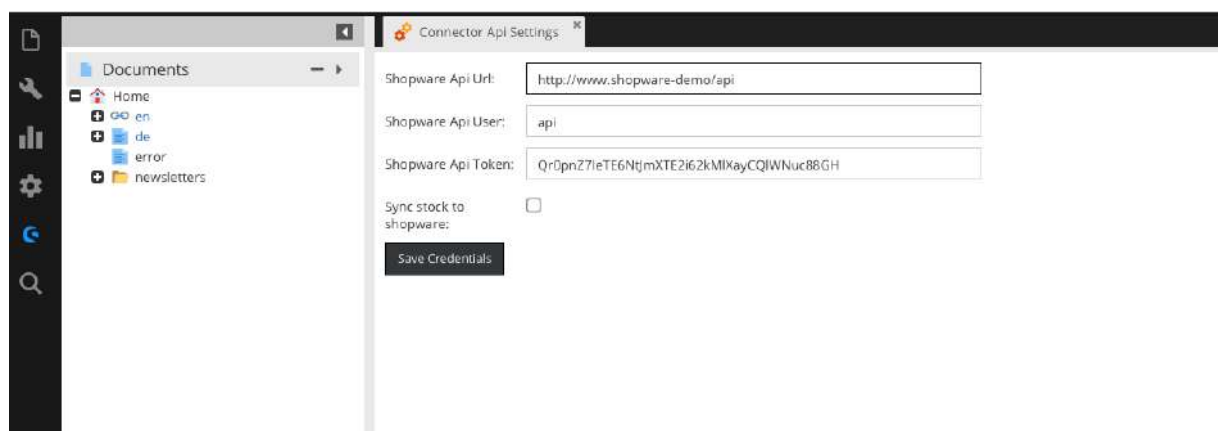 Documents
Home
en
de
error
newsletters
Connector Api Settings
Shopware Api Url:
http://www.shopware-demo/api
Shopware Api User:
api
Shopware Api Token:
Sync stock to
shopware:
Save Credentials